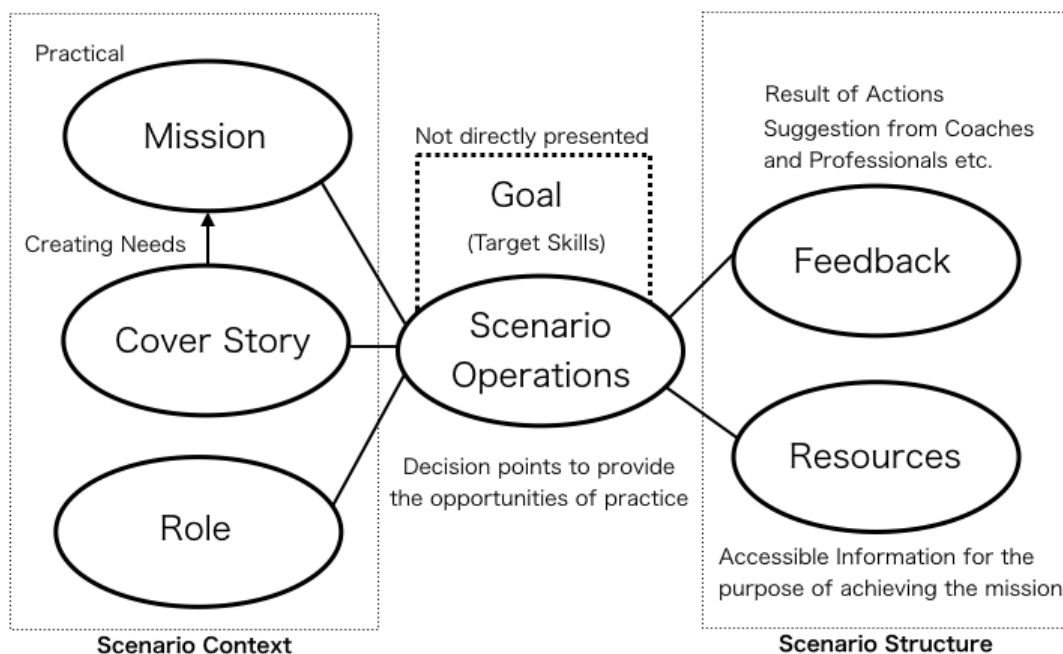 Practical
Mission
Creating Needs
Cover Story
Role
Scenario Context
Not directly presented
Goal
(Target Skills)
Scenario
Operations
Decision points to provide
the opportunities of practice
Result of Actions
Suggestion from Coaches
and Professionals etc.
Feedback
Resources
Accessible Information for the
purpose of achieving the mission
Scenario Structure